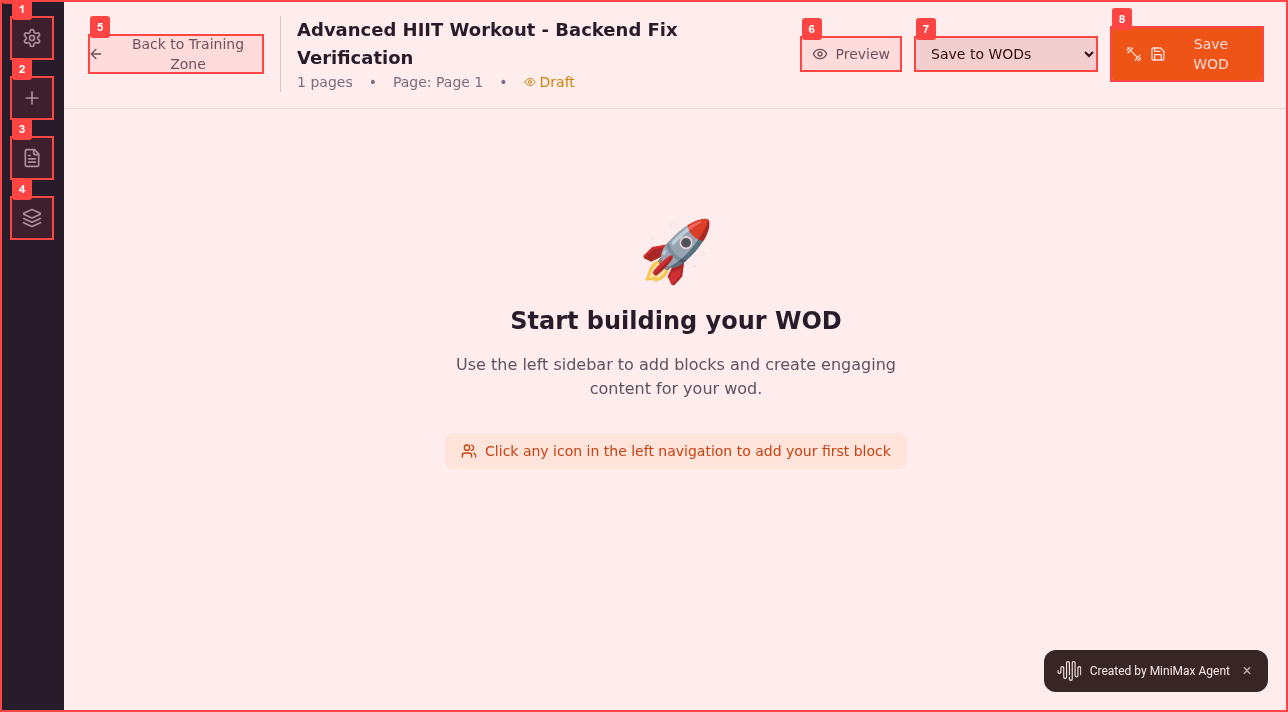 1
2
3
4
5
Back to Training
Zone
Advanced HIIT Workout - Backend Fix
Verification
1 pages • Page: Page 1 • Draft
6
Preview
7
Save to WODs
8
Save
WOD
Start building your WOD
Use the left sidebar to add blocks and create engaging
content for your wod.
Click any icon in the left navigation to add your first block
Created by MiniMax Agent ×